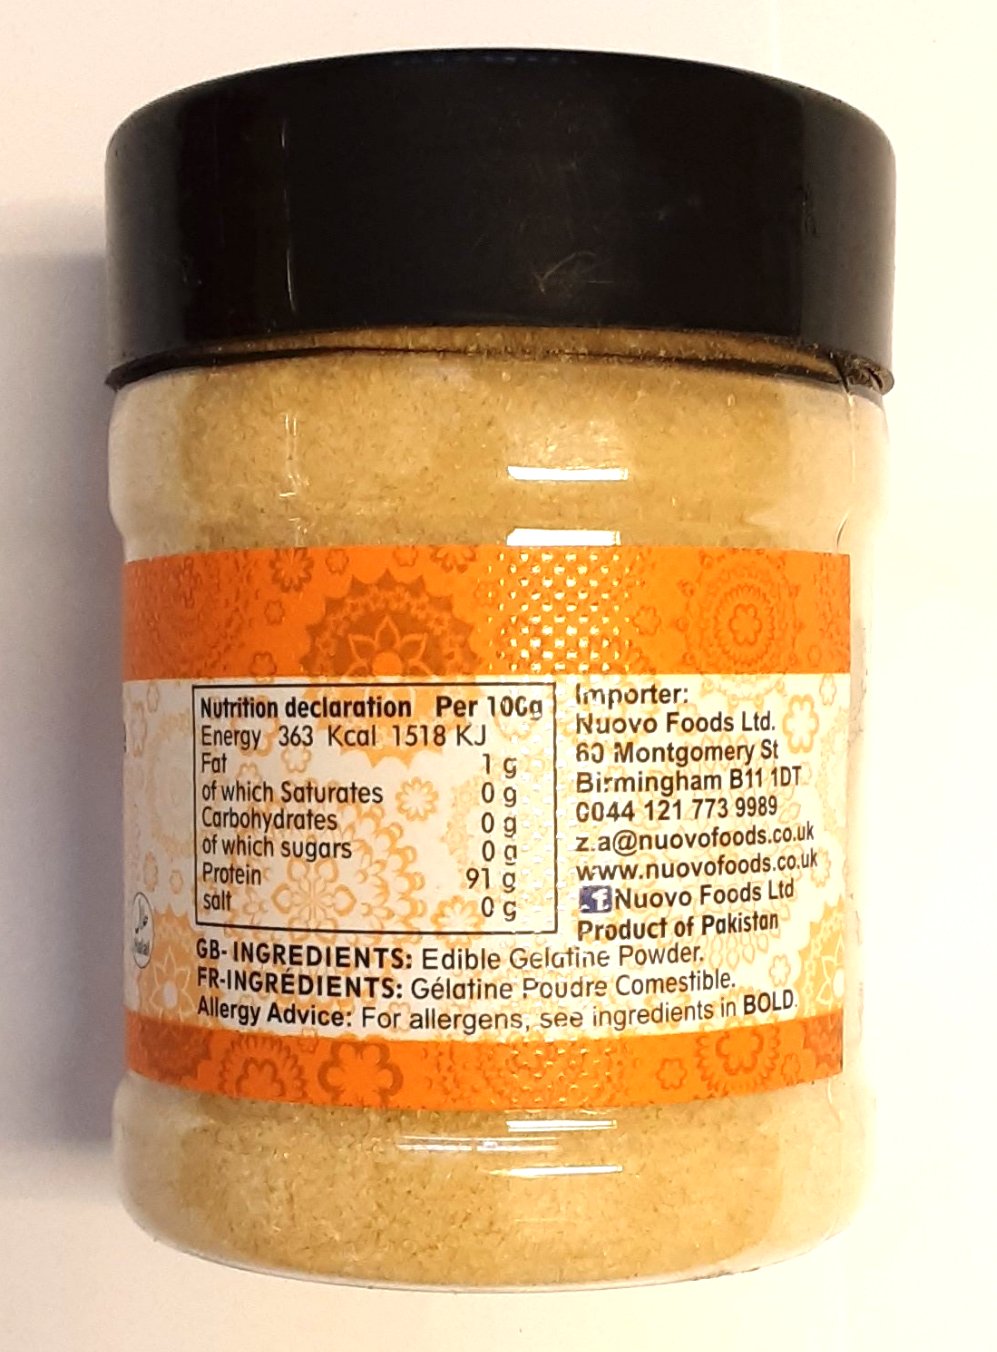 Nutrition declaration Per 100g
Energy 363 Kcal 1518 KJ
Fat 1 g
of which Saturates 0 g
Carbohydrates 0 g
of which sugars 0 g
Protein 91 g
salt 0 g
Importer:
Nuovo Foods Ltd.
60 Montgomery St
Birmingham B11 1DT
0044 121 773 9989
z.a@nuovofoods.co.uk
www.nuovofoods.co.uk
f Nuovo Foods Ltd
Product of Pakistan
حلال
Halal
GB- INGREDIENTS: Edible Gelatine Powder.
FR-INGRÉDIENTS: Gélatine Poudre Comestible.
Allergy Advice: For allergens, see ingredients in BOLD.